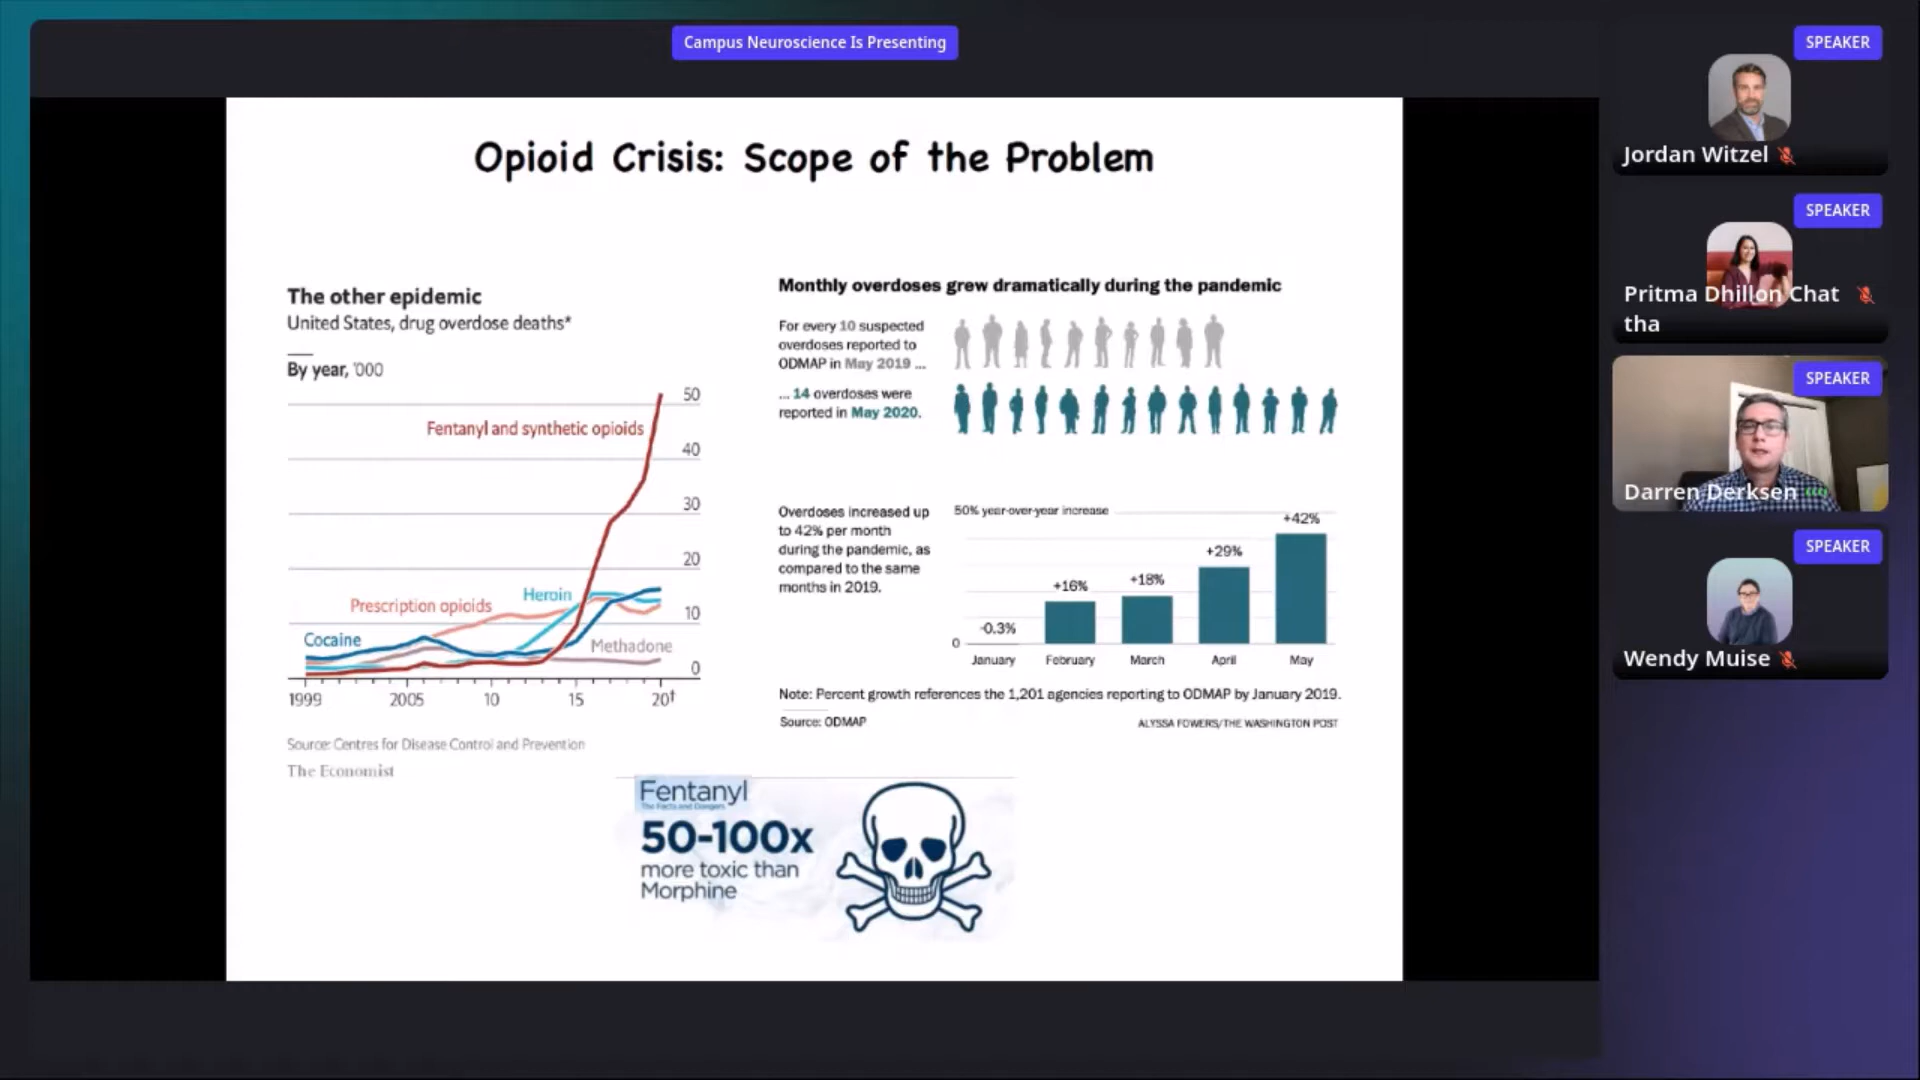 Campus Neuroscience Is Presenting
Opioid Crisis: Scope of the Problem
The other epidemic
United States, drug overdose deaths*
By year, '000
50
40
30
20
10
0
Fentanyl and synthetic opioids
Heroin
Prescription opioids
Cocaine
Methadone
1999
2005
10
15
20†
Source: Centres for Disease Control and Prevention
The Economist
Monthly overdoses grew dramatically during the pandemic
For every 10 suspected
overdoses reported to
ODMAP in May 2019 ...
... 14 overdoses were
reported in May 2020.
Overdoses increased up
to 42% per month
during the pandemic, as
compared to the same
months in 2019.
50% year-over-year increase
0
-0.3%
+16%
+18%
+29%
+42%
January
February
March
April
May
Note: Percent growth references the 1,201 agencies reporting to ODMAP by January 2019.
Source: ODMAP
ALYSSA FOWERS/THE WASHINGTON POST
Fentanyl
The Facts and Dangers
50-100x
more toxic than
Morphine
SPEAKER
Jordan Witzel
SPEAKER
Pritma Dhillon Chat
tha
SPEAKER
Darren Derksen
SPEAKER
Wendy Muise